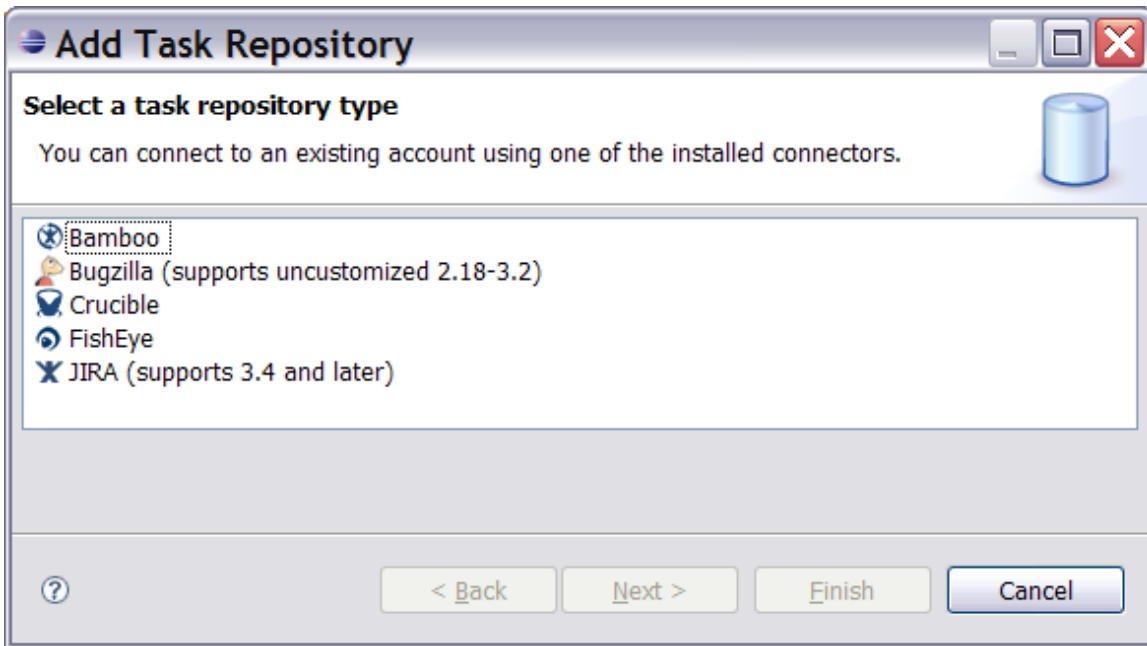 Add Task Repository
Select a task repository type
You can connect to an existing account using one of the installed connectors.
Bamboo
Bugzilla (supports uncustomized 2.18-3.2)
Crucible
FishEye
JIRA (supports 3.4 and later)
? < Back Next > Finish Cancel